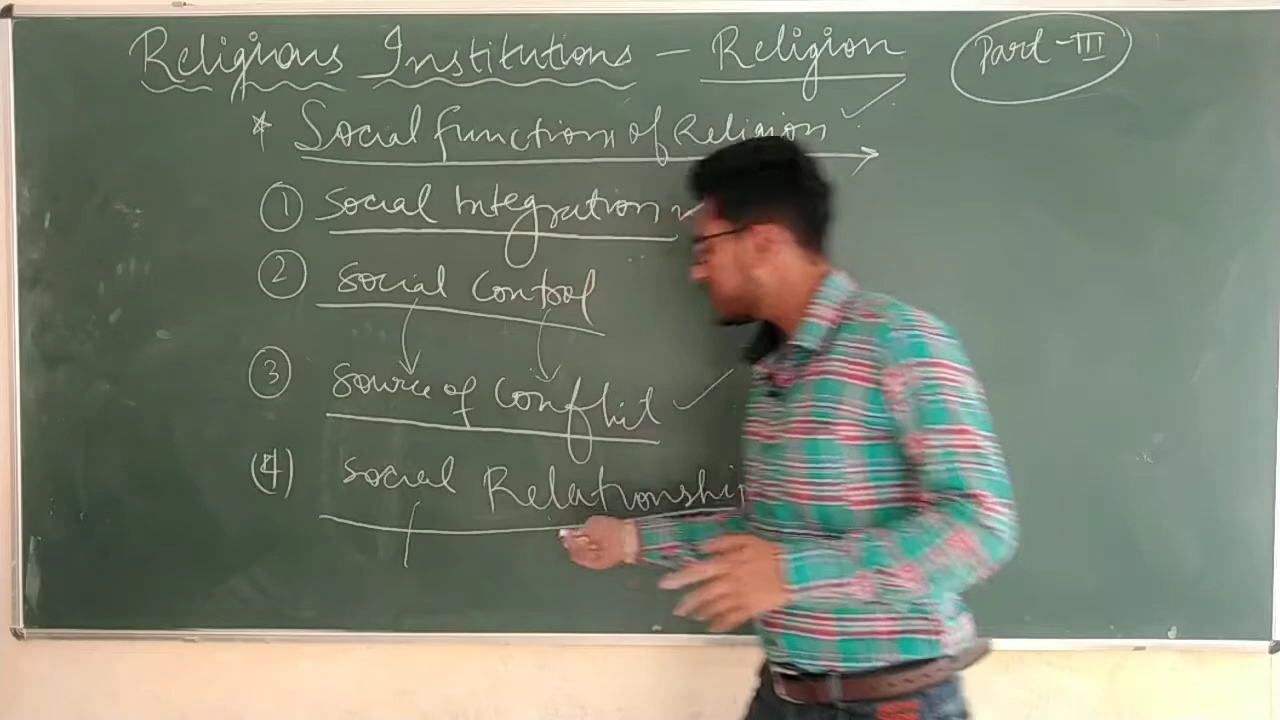 Religious Institutions - Religion Part-III
* Social functions of Religion
① Social Integration
② Social Control
③ Source of Conflict
(4) Social Relationshi